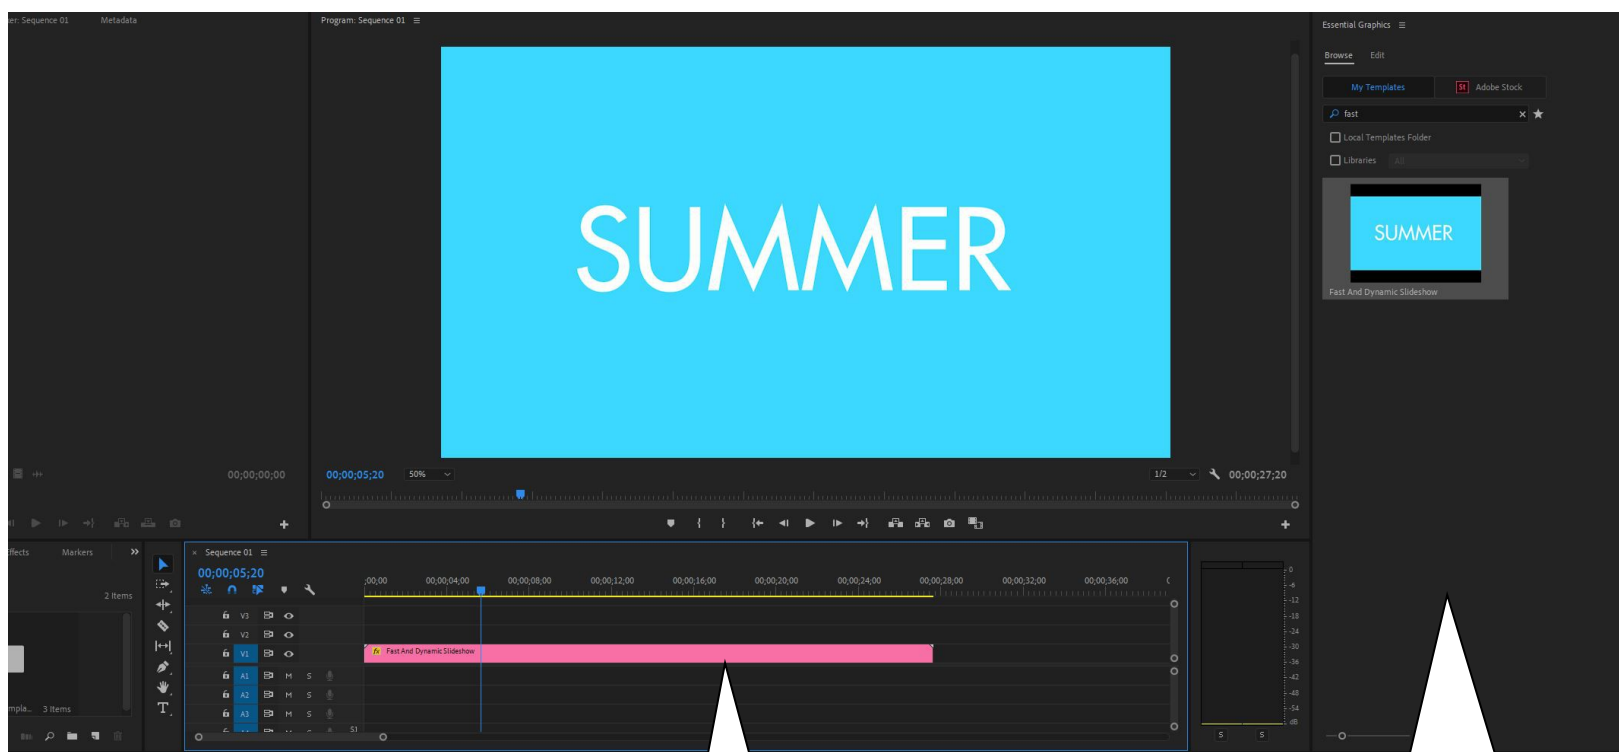 ker: Sequence 01 Metadata
Program: Sequence 01
SUMMER
00;00;00;00
00;00;05;20 50% 1/2 00;00;27;20
Essential Graphics
Browse Edit
My Templates St Adobe Stock
fast
Local Templates Folder
Libraries All
SUMMER
Fast And Dynamic Slideshow
ffects Markers
2 Items
mpla... 3 Items
T
× Sequence 01
00;00;05;20
;00;00 00;00;04;00 00;00;08;00 00;00;12;00 00;00;16;00 00;00;20;00 00;00;24;00 00;00;28;00 00;00;32;00 00;00;36;00
V3
V2
V1 fx Fast And Dynamic Slideshow
A1 M S
A2 M S
A3 M S
S1
0
-6
-12
-18
-24
-30
-36
-42
-48
-54
dB
S S